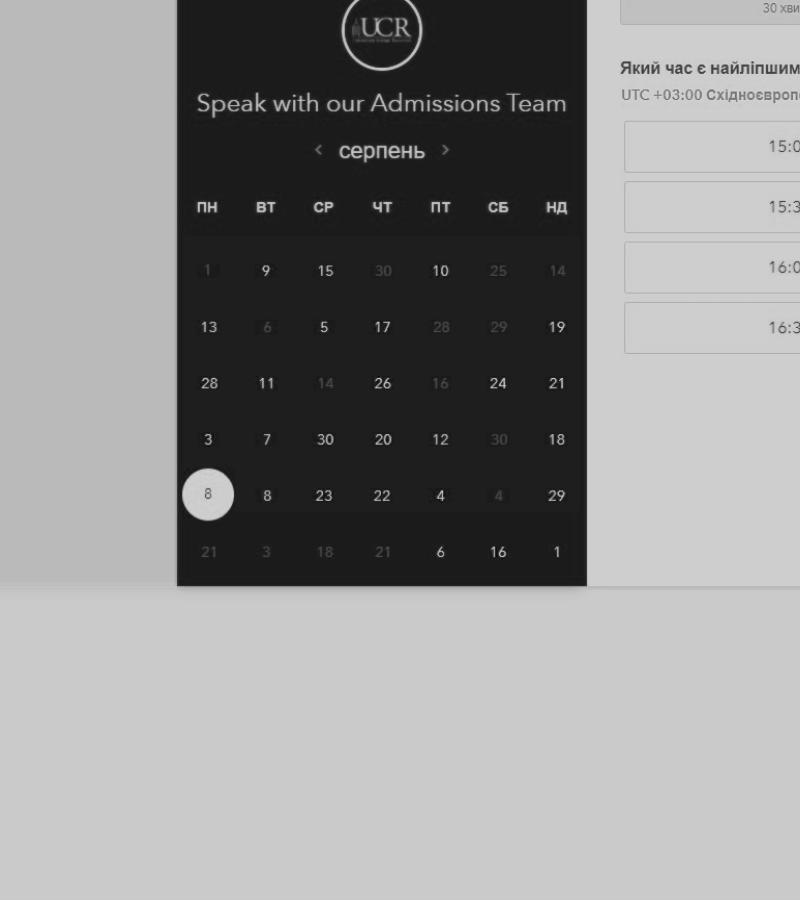 30 хви
UCR
Який час є найліпшим
Speak with our Admissions Team
UTC +03:00 Східноєвропе
< серпень >
15:0
ПН ВТ СР ЧТ ПТ СБ НД
15:3
1 9 15 30 10 25 14
16:0
13 6 5 17 28 29 19
16:3
28 11 14 26 16 24 21
3 7 30 20 12 30 18
8 8 23 22 4 4 29
21 3 18 21 6 16 1